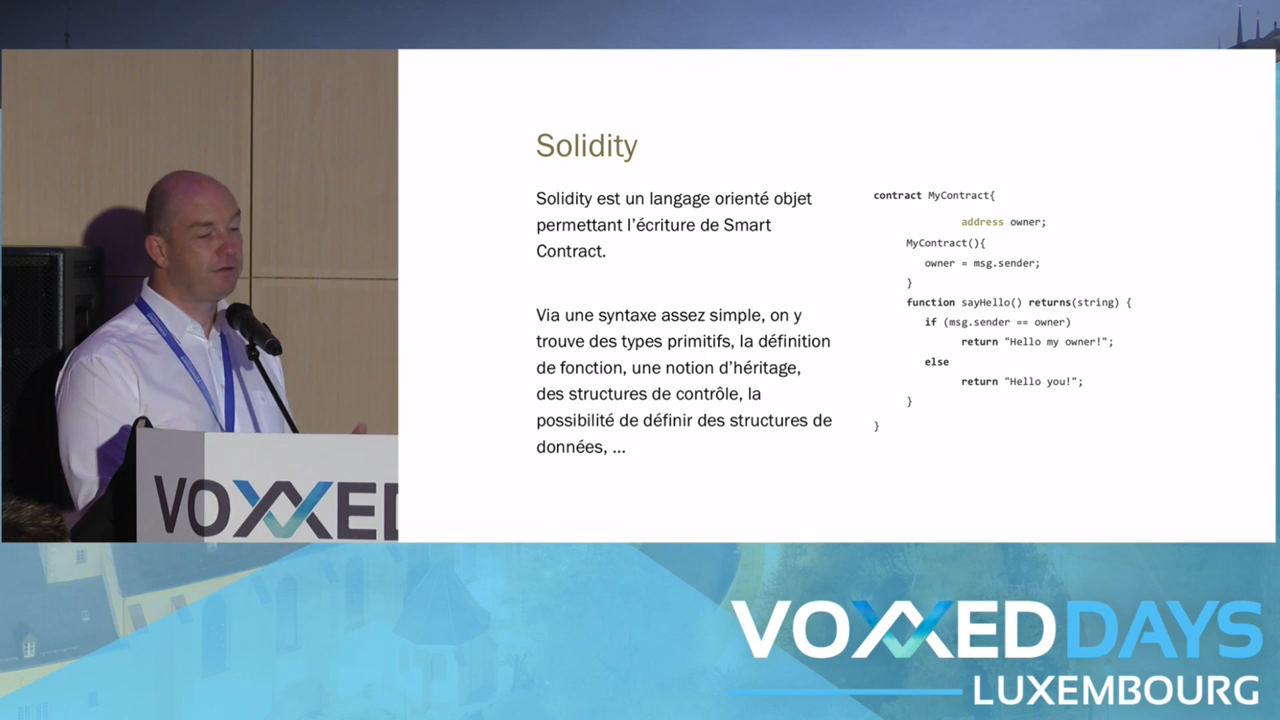 Solidity
Solidity est un langage orienté objet
permettant l'écriture de Smart
Contract.
Via une syntaxe assez simple, on y
trouve des types primitifs, la définition
de fonction, une notion d'héritage,
des structures de contrôle, la
possibilité de définir des structures de
données, ...
contract MyContract{
address owner;
MyContract(){
owner = msg.sender;
}
function sayHello() returns(string) {
if (msg.sender == owner)
return "Hello my owner!";
else
return "Hello you!";
}
}
VOXXED
VOXXED DAYS
LUXEMBOURG